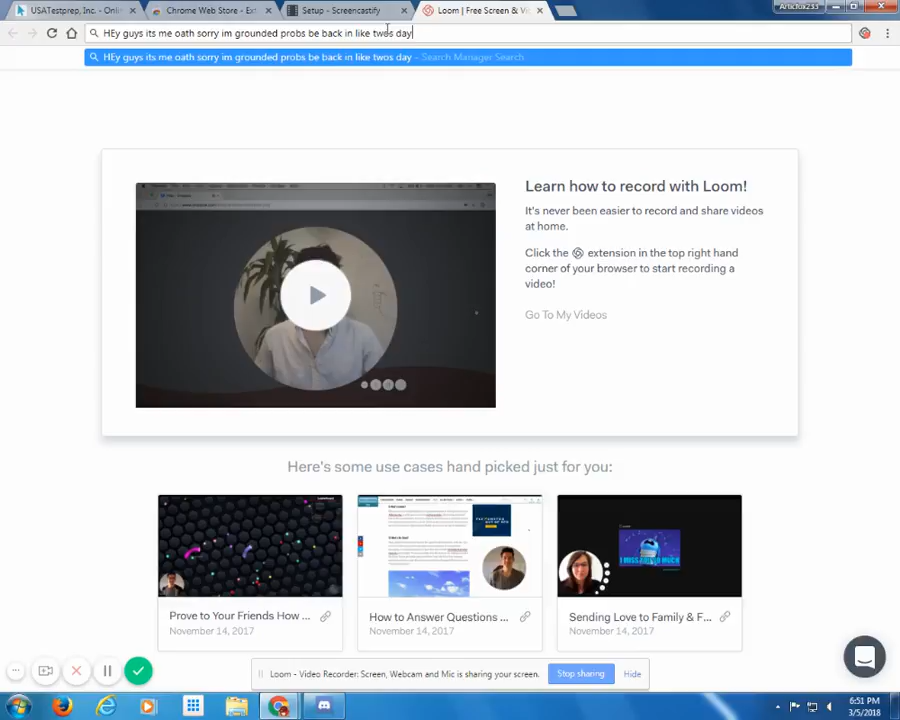 USATestprep, Inc. - Onli
Chrome Web Store - Ext
Setup - Screencastify
Loom | Free Screen & Vi
Articfox233
HEy guys its me oath sorry im grounded probs be back in like twos day
HEy guys its me oath sorry im grounded probs be back in like twos day - Search Manager Search
Learn how to record with Loom!
It's never been easier to record and share videos
at home.
Click the extension in the top right hand
corner of your browser to start recording a
video!
Go To My Videos
Here's some use cases hand picked just for you:
Prove to Your Friends How ...
November 14, 2017
How to Answer Questions ...
November 14, 2017
Sending Love to Family & F...
November 14, 2017
Loom - Video Recorder: Screen, Webcam and Mic is sharing your screen.
Stop sharing
Hide
6:51 PM
3/5/2018